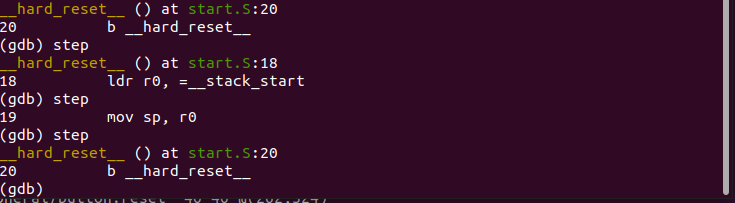 __hard_reset__ () at start.S:20
20 b __hard_reset__
(gdb) step
__hard_reset__ () at start.S:18
18 ldr r0, =__stack_start
(gdb) step
19 mov sp, r0
(gdb) step
__hard_reset__ () at start.S:20
20 b __hard_reset__
(gdb)